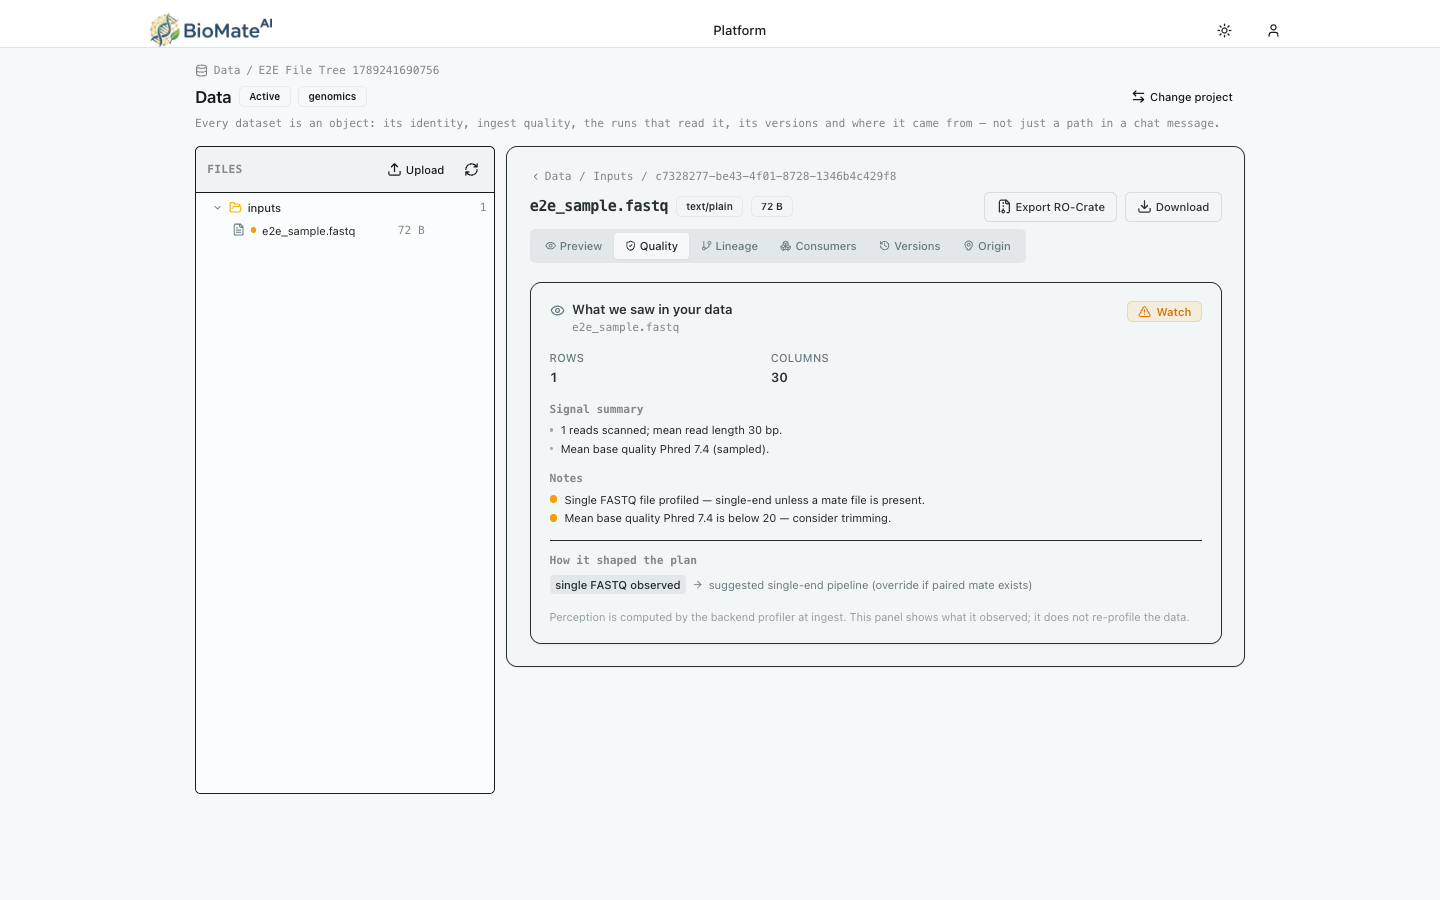 BioMateAI
Platform
Data / E2E File Tree 1789241690756
Data Active genomics
Change project
Every dataset is an object: its identity, ingest quality, the runs that read it, its versions and where it came from — not just a path in a chat message.
FILES Upload
inputs 1
e2e_sample.fastq 72 B
‹ Data / Inputs / c7328277-be43-4f01-8728-1346b4c429f8
e2e_sample.fastq text/plain 72 B
Export RO-Crate Download
Preview Quality Lineage Consumers Versions Origin
What we saw in your data
Watch
e2e_sample.fastq
ROWS COLUMNS
1 30
Signal summary
• 1 reads scanned; mean read length 30 bp.
• Mean base quality Phred 7.4 (sampled).
Notes
Single FASTQ file profiled — single-end unless a mate file is present.
Mean base quality Phred 7.4 is below 20 — consider trimming.
How it shaped the plan
single FASTQ observed → suggested single-end pipeline (override if paired mate exists)
Perception is computed by the backend profiler at ingest. This panel shows what it observed; it does not re-profile the data.